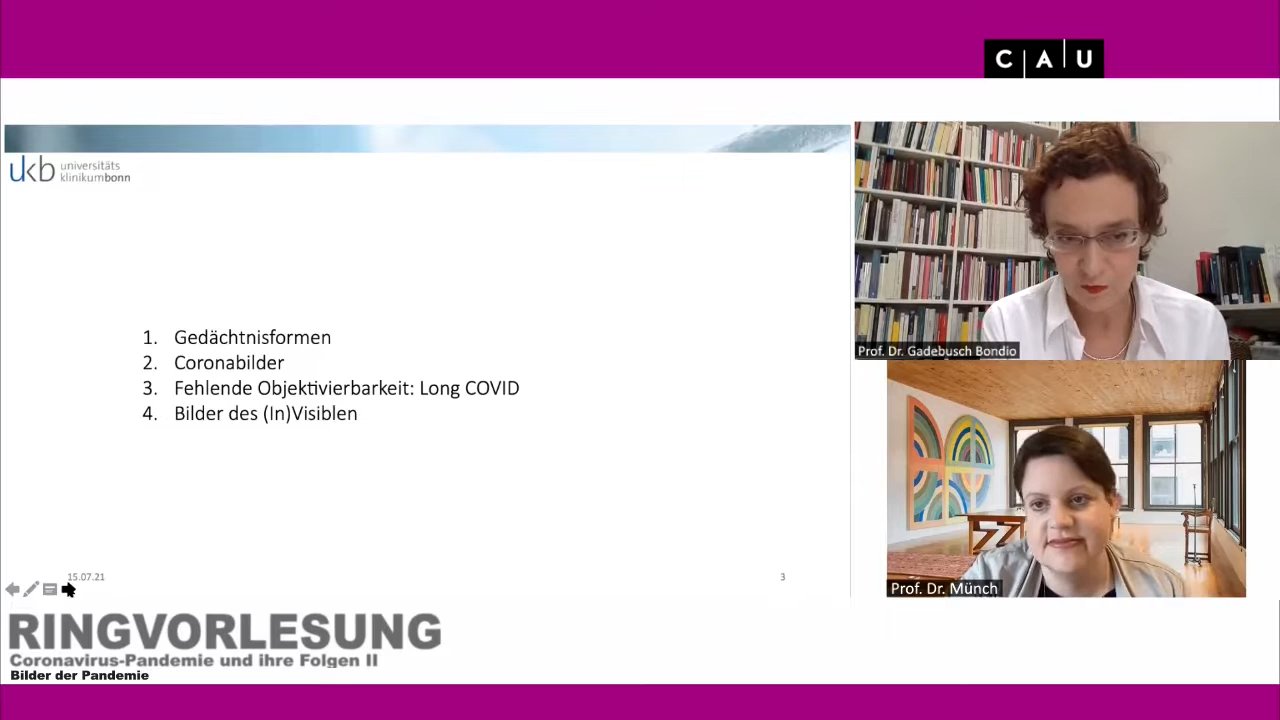 C A U
ukb universitäts
klinikumbonn
1. Gedächtnisformen
2. Coronabilder
3. Fehlende Objektivierbarkeit: Long COVID
4. Bilder des (In)Visiblen
15.07.21
3
Prof. Dr. Gadebusch Bondio
Prof. Dr. Münch
RINGVORLESUNG
Coronavirus-Pandemie und ihre Folgen II
Bilder der Pandemie